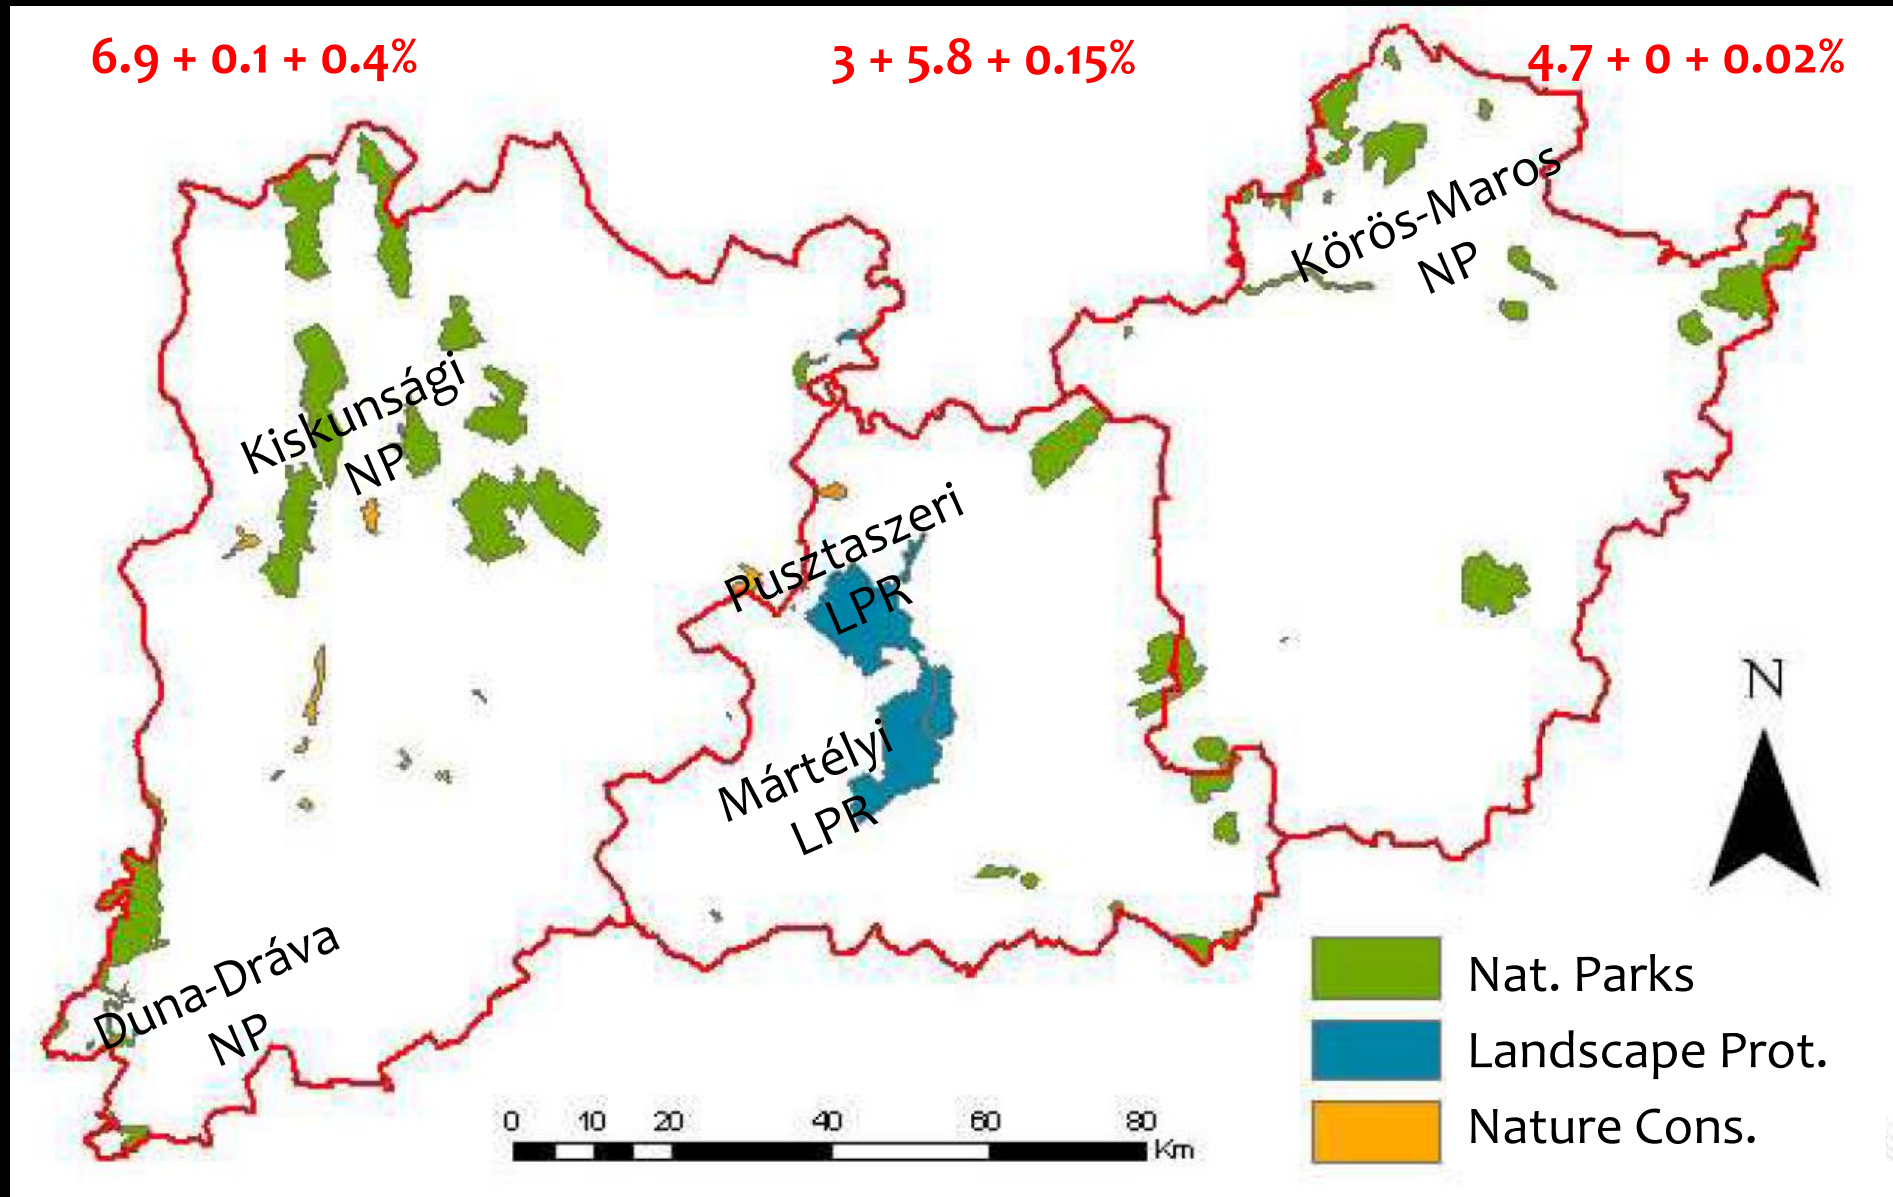 6.9 + 0.1 + 0.4%
3 + 5.8 + 0.15%
4.7 + 0 + 0.02%
Körös-Maros
NP
Kiskunsági
NP
Pusztaszeri
LPR
Mártélyi
LPR
Duna-Dráva
NP
N
Nat. Parks
Landscape Prot.
Nature Cons.
0 10 20 40 60 80
Km